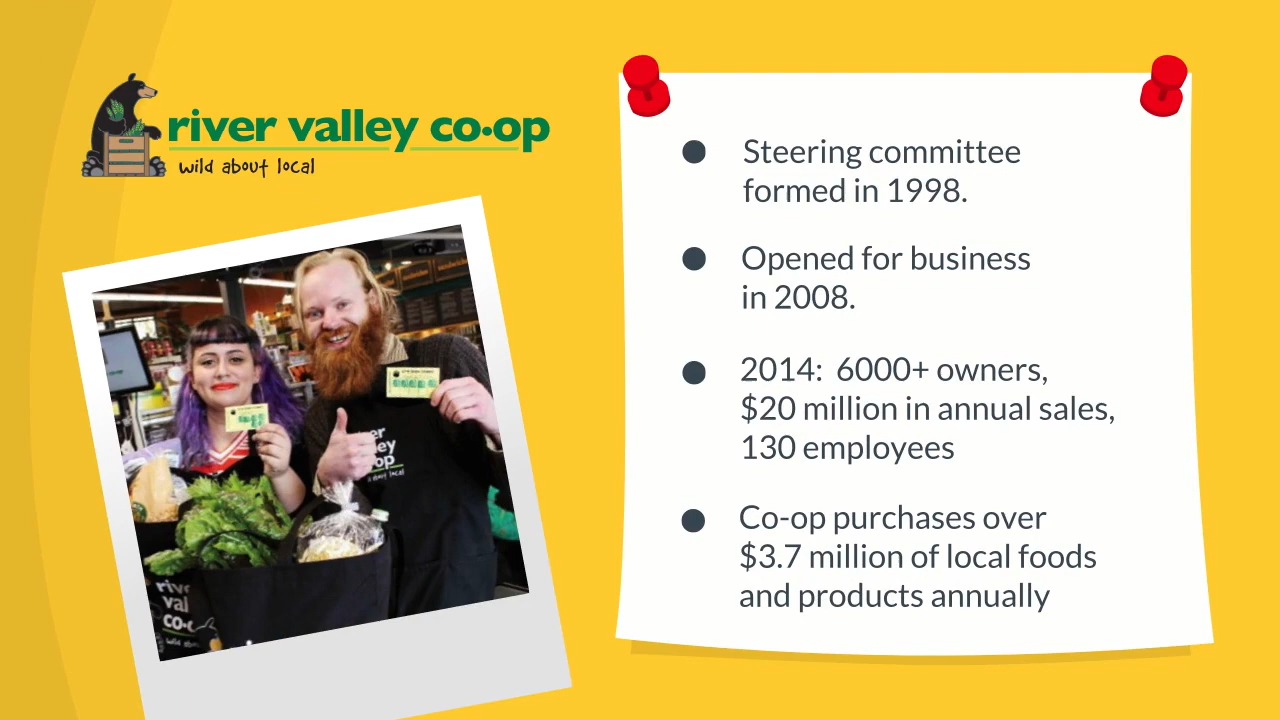 river valley co•op
wild about local
Steering committee
formed in 1998.
Opened for business
in 2008.
2014: 6000+ owners,
$20 million in annual sales,
130 employees
Co-op purchases over
$3.7 million of local foods
and products annually